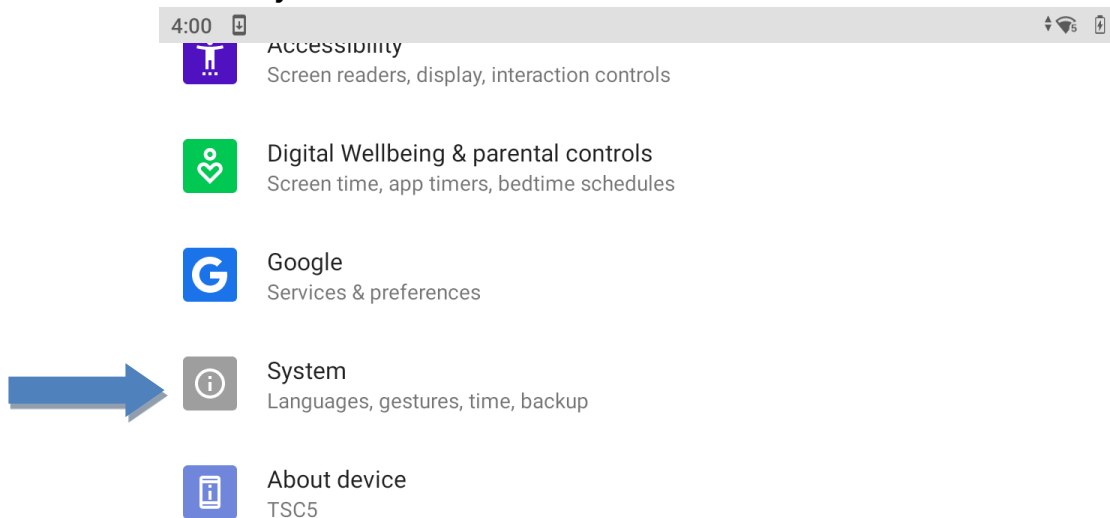 4:00
5
Accessibility
Screen readers, display, interaction controls
Digital Wellbeing & parental controls
Screen time, app timers, bedtime schedules
G
Google
Services & preferences
System
Languages, gestures, time, backup
About device
TSC5